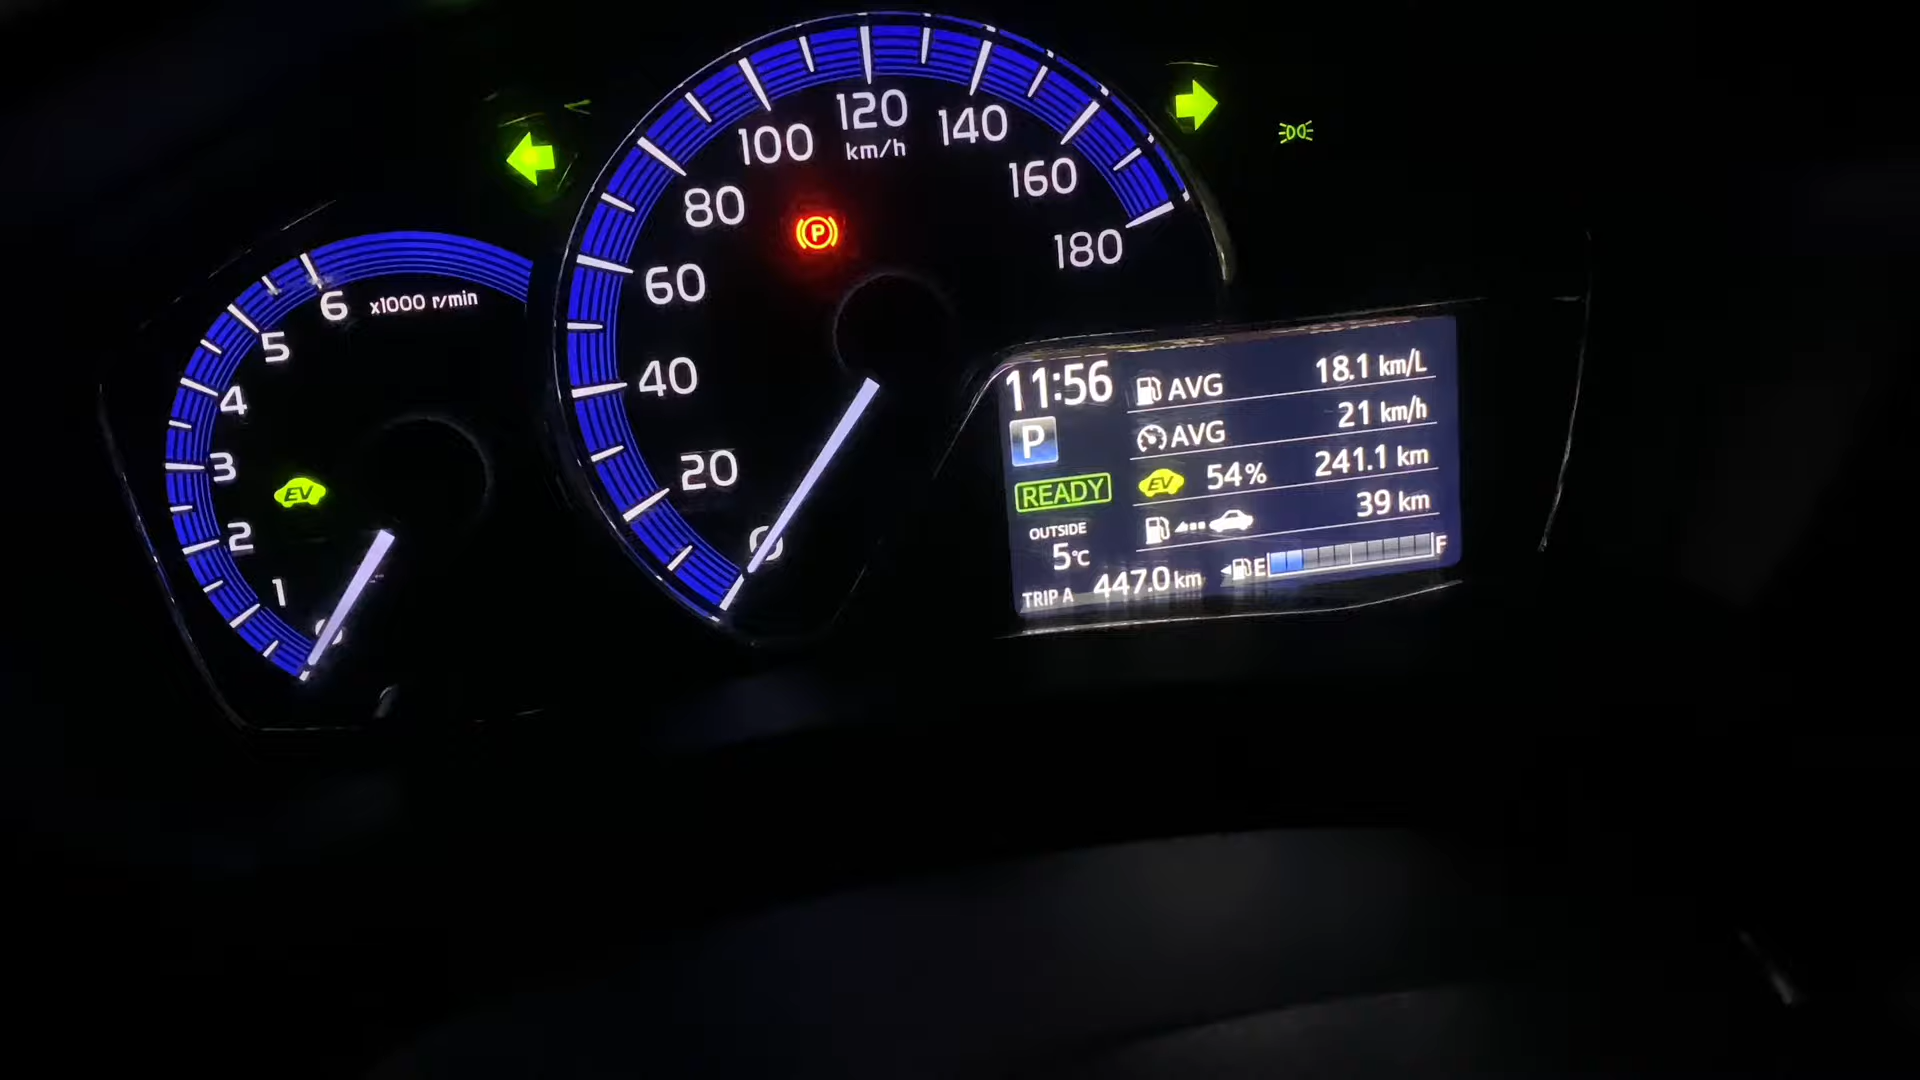 6 x1000 r/min
5
4
3
2
1
0
EV
120
km/h
100
140
80
160
60
180
40
20
0
P
11:56
P
READY
OUTSIDE
5℃
TRIP A 447.0 km
AVG 18.1 km/L
AVG 21 km/h
EV 54% 241.1 km
39 km
E F